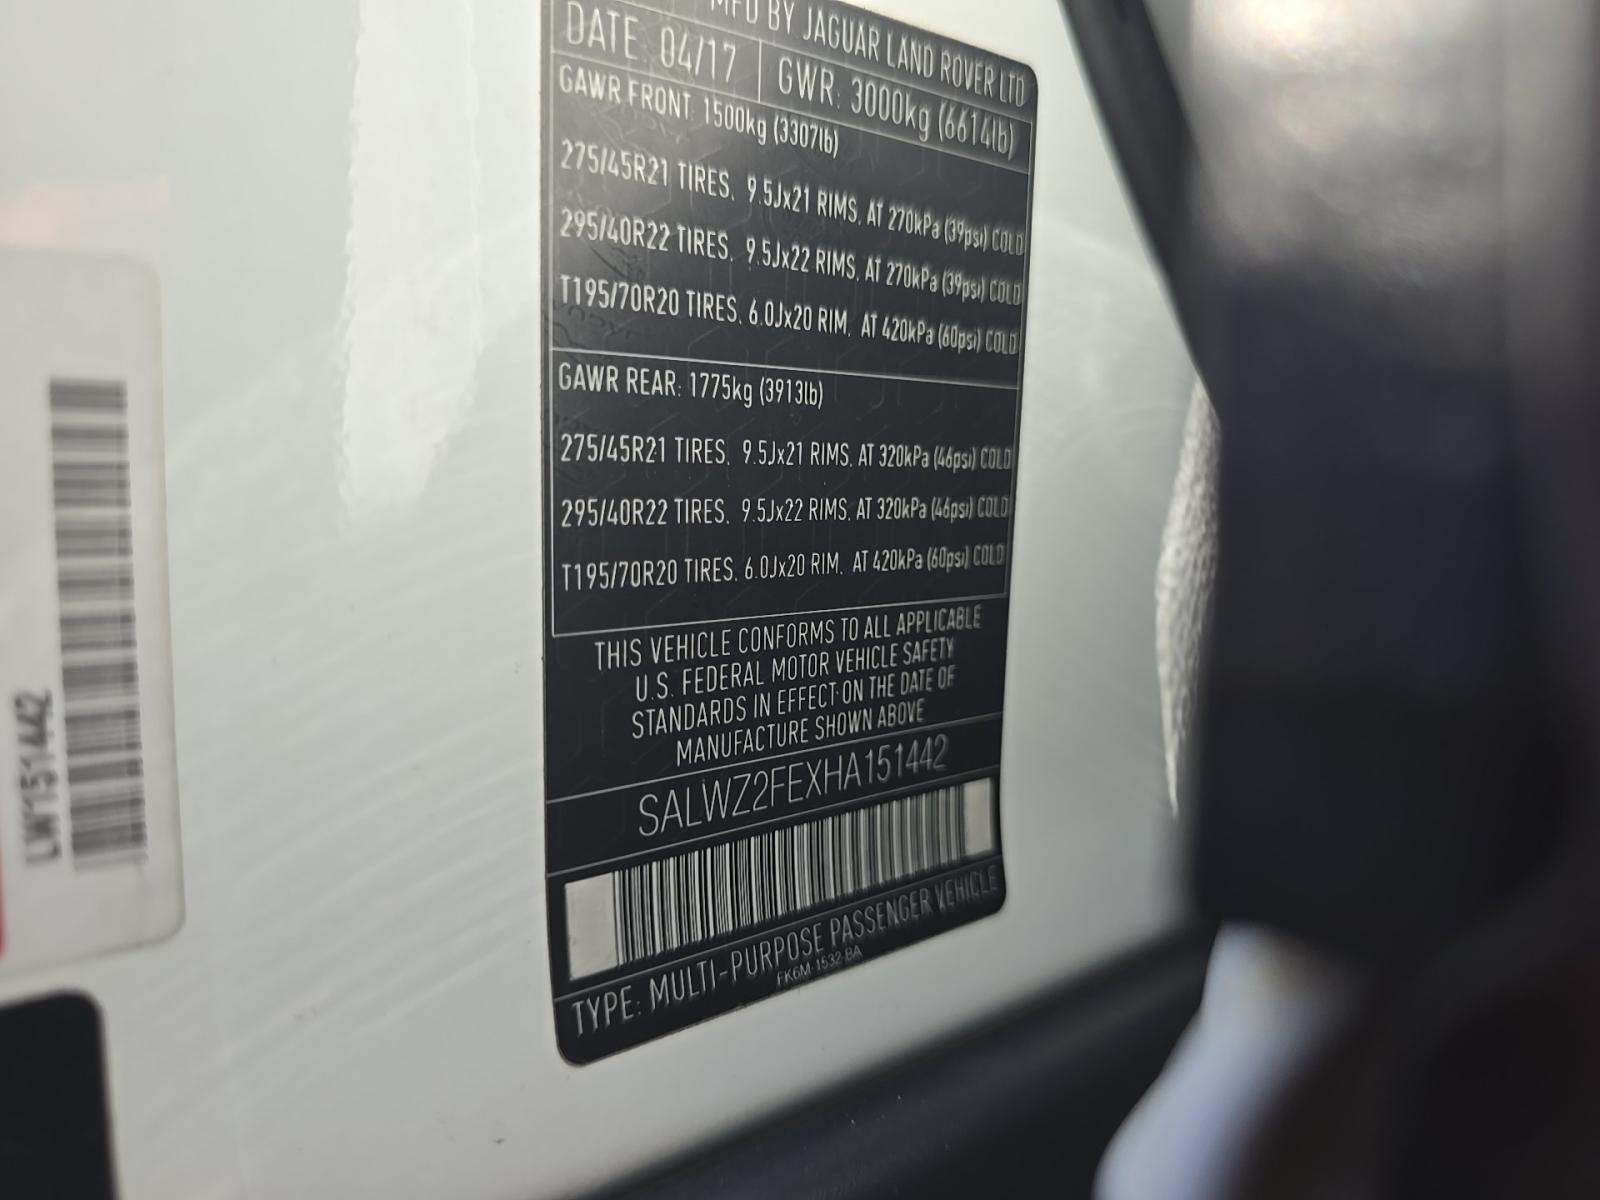 MFD BY JAGUAR LAND ROVER LTD
DATE: 04/17 GWR: 3000kg (6614lb)
GAWR FRONT: 1500kg (3307lb)
275/45R21 TIRES, 9.5Jx21 RIMS, AT 270kPa (39psi) COLD
295/40R22 TIRES, 9.5Jx22 RIMS, AT 270kPa (39psi) COLD
T195/70R20 TIRES, 6.0Jx20 RIM, AT 420kPa (60psi) COLD
GAWR REAR: 1775kg (3913lb)
275/45R21 TIRES, 9.5Jx21 RIMS, AT 320kPa (46psi) COLD
295/40R22 TIRES, 9.5Jx22 RIMS, AT 320kPa (46psi) COLD
T195/70R20 TIRES, 6.0Jx20 RIM, AT 420kPa (60psi) COLD
THIS VEHICLE CONFORMS TO ALL APPLICABLE
U.S. FEDERAL MOTOR VEHICLE SAFETY
STANDARDS IN EFFECT ON THE DATE OF
MANUFACTURE SHOWN ABOVE
SALWZ2FEXHA151442
TYPE: MULTI-PURPOSE PASSENGER VEHICLE
FK6M 1532 BA
LW151442